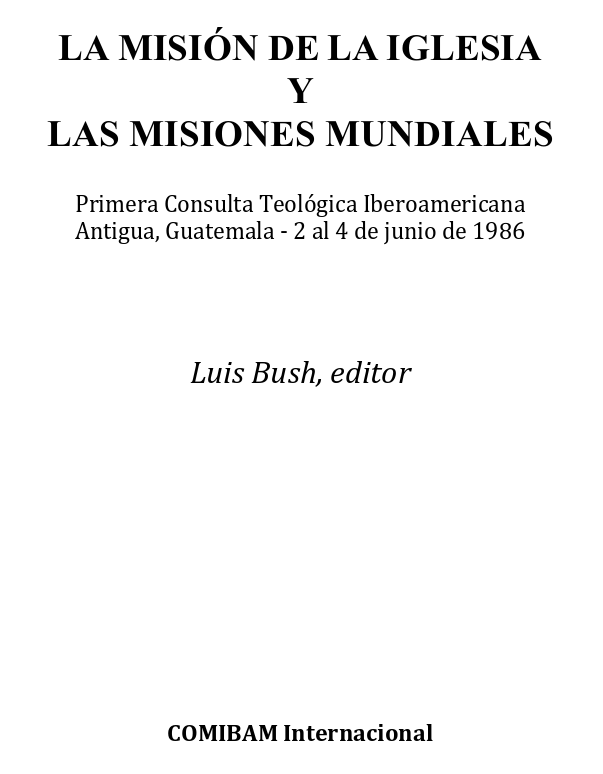 LA MISIÓN DE LA IGLESIA
Y
LAS MISIONES MUNDIALES
Primera Consulta Teológica Iberoamericana
Antigua, Guatemala - 2 al 4 de junio de 1986
Luis Bush, editor
COMIBAM Internacional